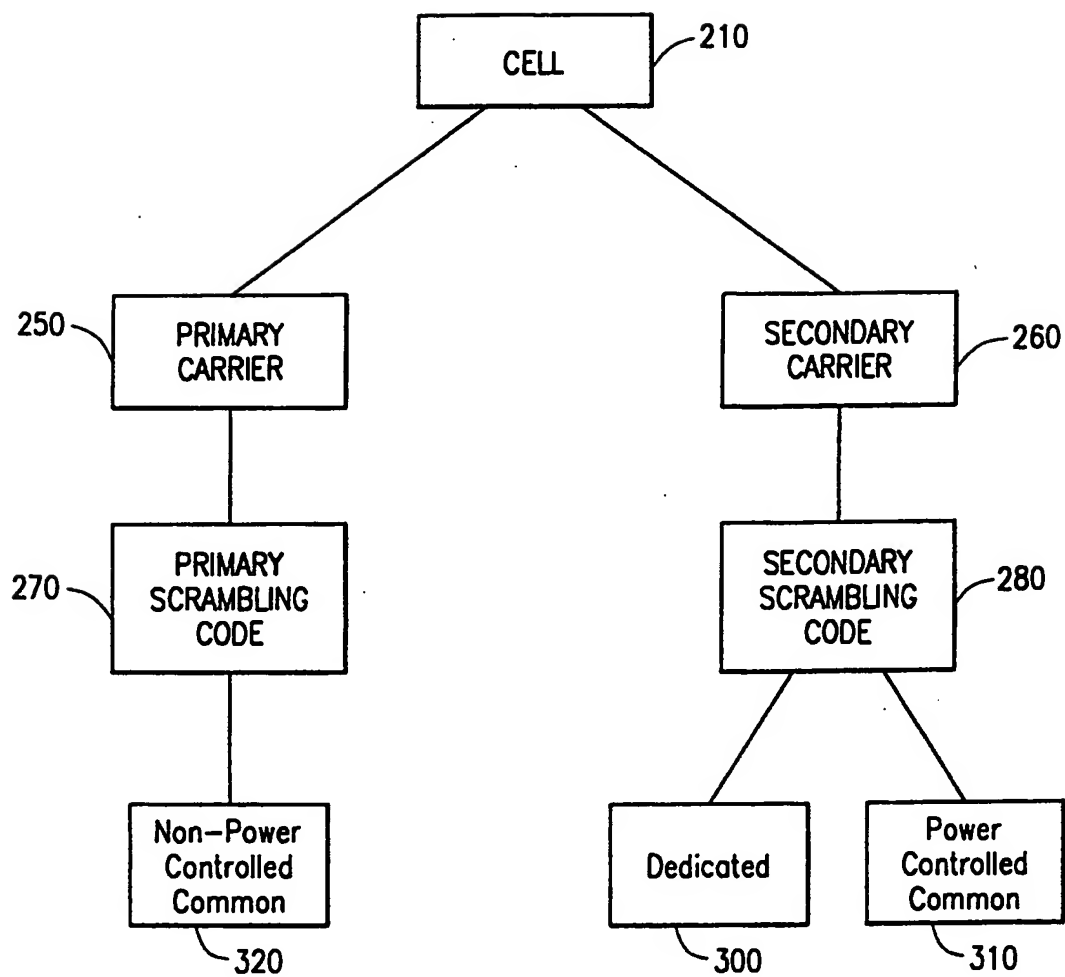 CELL
210
250
PRIMARY
CARRIER
SECONDARY
CARRIER
260
270
PRIMARY
SCRAMBLING
CODE
SECONDARY
SCRAMBLING
CODE
280
Non-Power
Controlled
Common
Dedicated
Power
Controlled
Common
320
300
310